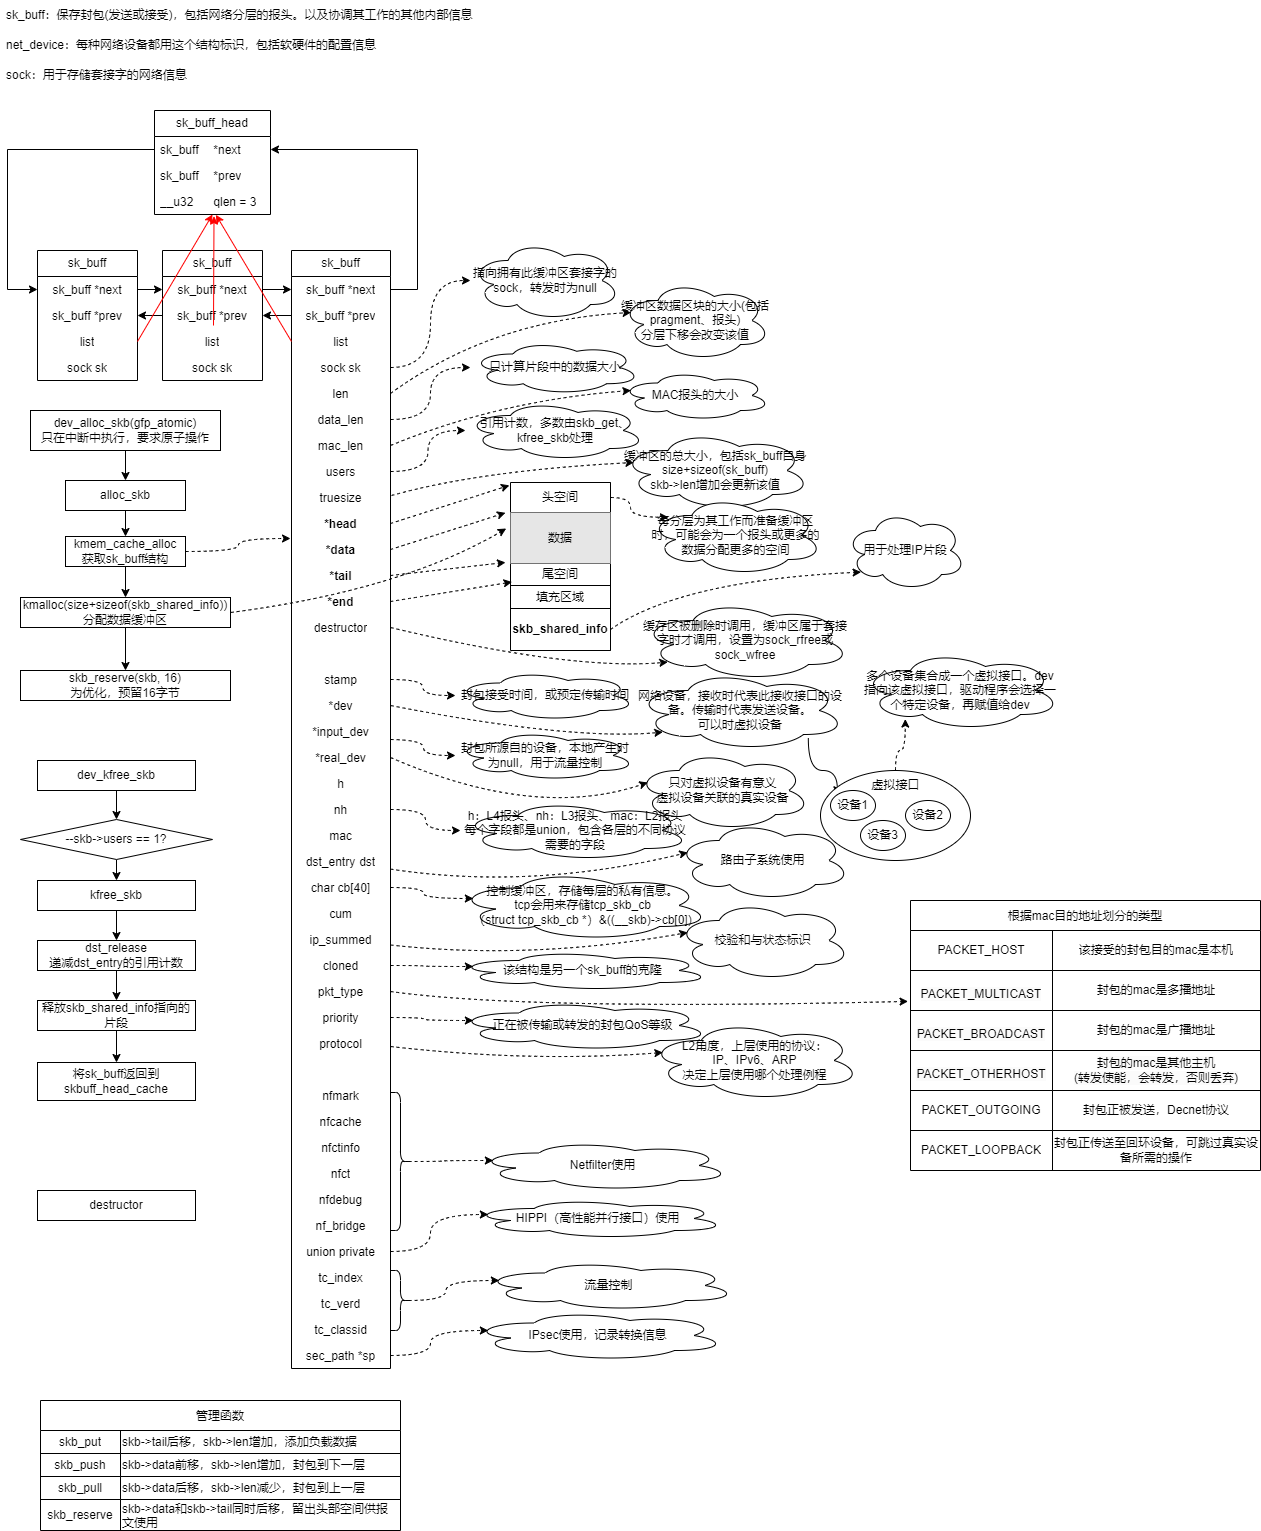 sk_buff：保存封包(发送或接受)，包括网络分层的报头。以及协调其工作的其他内部信息
net_device：每种网络设备都用这个结构标识，包括软硬件的配置信息
sock：用于存储套接字的网络信息
sk_buff_head
sk_buff *next
sk_buff *prev
__u32 qlen = 3
sk_buff
sk_buff *next
sk_buff *prev
list
sock sk
sk_buff
sk_buff *next
sk_buff *prev
list
sock sk
sk_buff
sk_buff *next
sk_buff *prev
list
sock sk
len
data_len
mac_len
users
truesize
*head
*data
*tail
*end
destructor
stamp
*dev
*input_dev
*real_dev
h
nh
mac
dst_entry dst
char cb[40]
cum
ip_summed
cloned
pkt_type
priority
protocol
nfmark
nfcache
nfctinfo
nfct
nfdebug
nf_bridge
union private
tc_index
tc_verd
tc_classid
sec_path *sp
dev_alloc_skb(gfp_atomic)
只在中断中执行，要求原子操作
alloc_skb
kmem_cache_alloc
获取sk_buff结构
kmalloc(size+sizeof(skb_shared_info))
分配数据缓冲区
skb_reserve(skb, 16)
为优化，预留16字节
dev_kfree_skb
--skb->users == 1?
kfree_skb
dst_release
递减dst_entry的引用计数
释放skb_shared_info指向的
片段
将sk_buff返回到
skbuff_head_cache
destructor
指向拥有此缓冲区套接字的
sock，转发时为null
缓冲区数据区块的大小(包括
pragment、报头)
分层下移会改变该值
只计算片段中的数据大小
MAC报头的大小
引用计数，多数由skb_get、
kfree_skb处理
缓冲区的总大小，包括sk_buff自身
size+sizeof(sk_buff)
skb->len增加会更新该值
头空间
数据
尾空间
填充区域
skb_shared_info
每分层为其工作而准备缓冲区
时，可能会为一个报头或更多的
数据分配更多的空间
用于处理IP片段
缓存区被删除时调用，缓冲区属于套接
字时才调用，设置为sock_rfree或
sock_wfree
封包接受时间，或预定传输时间
网络设备，接收时代表此接收接口的设
备。传输时代表发送设备。
可以时虚拟设备
多个设备集合成一个虚拟接口。dev
指向该虚拟接口，驱动程序会选择一
个特定设备，再赋值给dev
封包所源自的设备，本地产生时
为null，用于流量控制
只对虚拟设备有意义
虚拟设备关联的真实设备
虚拟接口
设备1
设备2
设备3
h：L4报头、nh：L3报头、mac：L2报头
每个字段都是union，包含各层的不同协议
需要的字段
路由子系统使用
控制缓冲区，存储每层的私有信息。
tcp会用来存储tcp_skb_cb
（struct tcp_skb_cb *）&((__skb)->cb[0])
校验和与状态标识
该结构是另一个sk_buff的克隆
正在被传输或转发的封包QoS等级
L2角度，上层使用的协议：
IP、IPv6、ARP
决定上层使用哪个处理例程
Netfilter使用
HIPPI（高性能并行接口）使用
流量控制
IPsec使用，记录转换信息
根据mac目的地址划分的类型
PACKET_HOST 该接受的封包目的mac是本机
PACKET_MULTICAST 封包的mac是多播地址
PACKET_BROADCAST 封包的mac是广播地址
PACKET_OTHERHOST 封包的mac是其他主机
(转发使能，会转发，否则丢弃)
PACKET_OUTGOING 封包正被发送，Decnet协议
PACKET_LOOPBACK 封包正传送至回环设备，可跳过真实设
备所需的操作
管理函数
skb_put skb->tail后移，skb->len增加，添加负载数据
skb_push skb->data前移，skb->len增加，封包到下一层
skb_pull skb->data后移，skb->len减少，封包到上一层
skb_reserve skb->data和skb->tail同时后移，留出头部空间供报
文使用